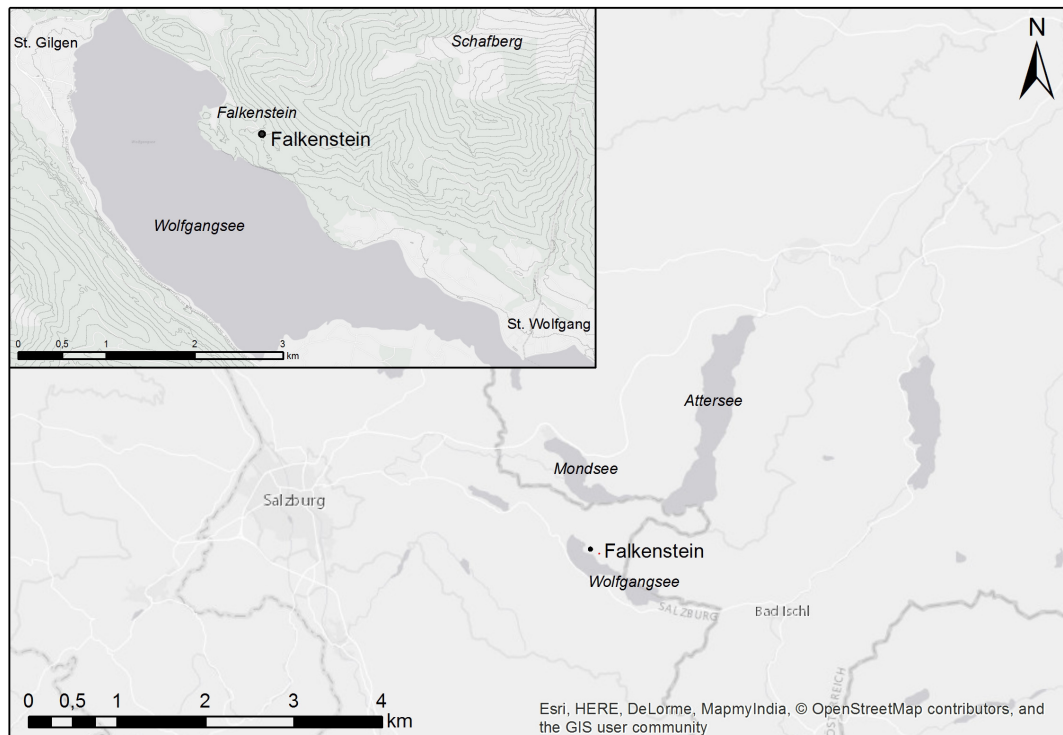 St. Gilgen
Schafberg
Falkenstein
Falkenstein
Wolfgangsee
St. Wolfgang
0 0,5 1 2 3
km
N
Attersee
Mondsee
Salzburg
Falkenstein
Wolfgangsee
SALZBURG
Bad Ischl
0 0,5 1 2 3 4
km
Esri, HERE, DeLorme, MapmyIndia, © OpenStreetMap contributors, and
the GIS user community